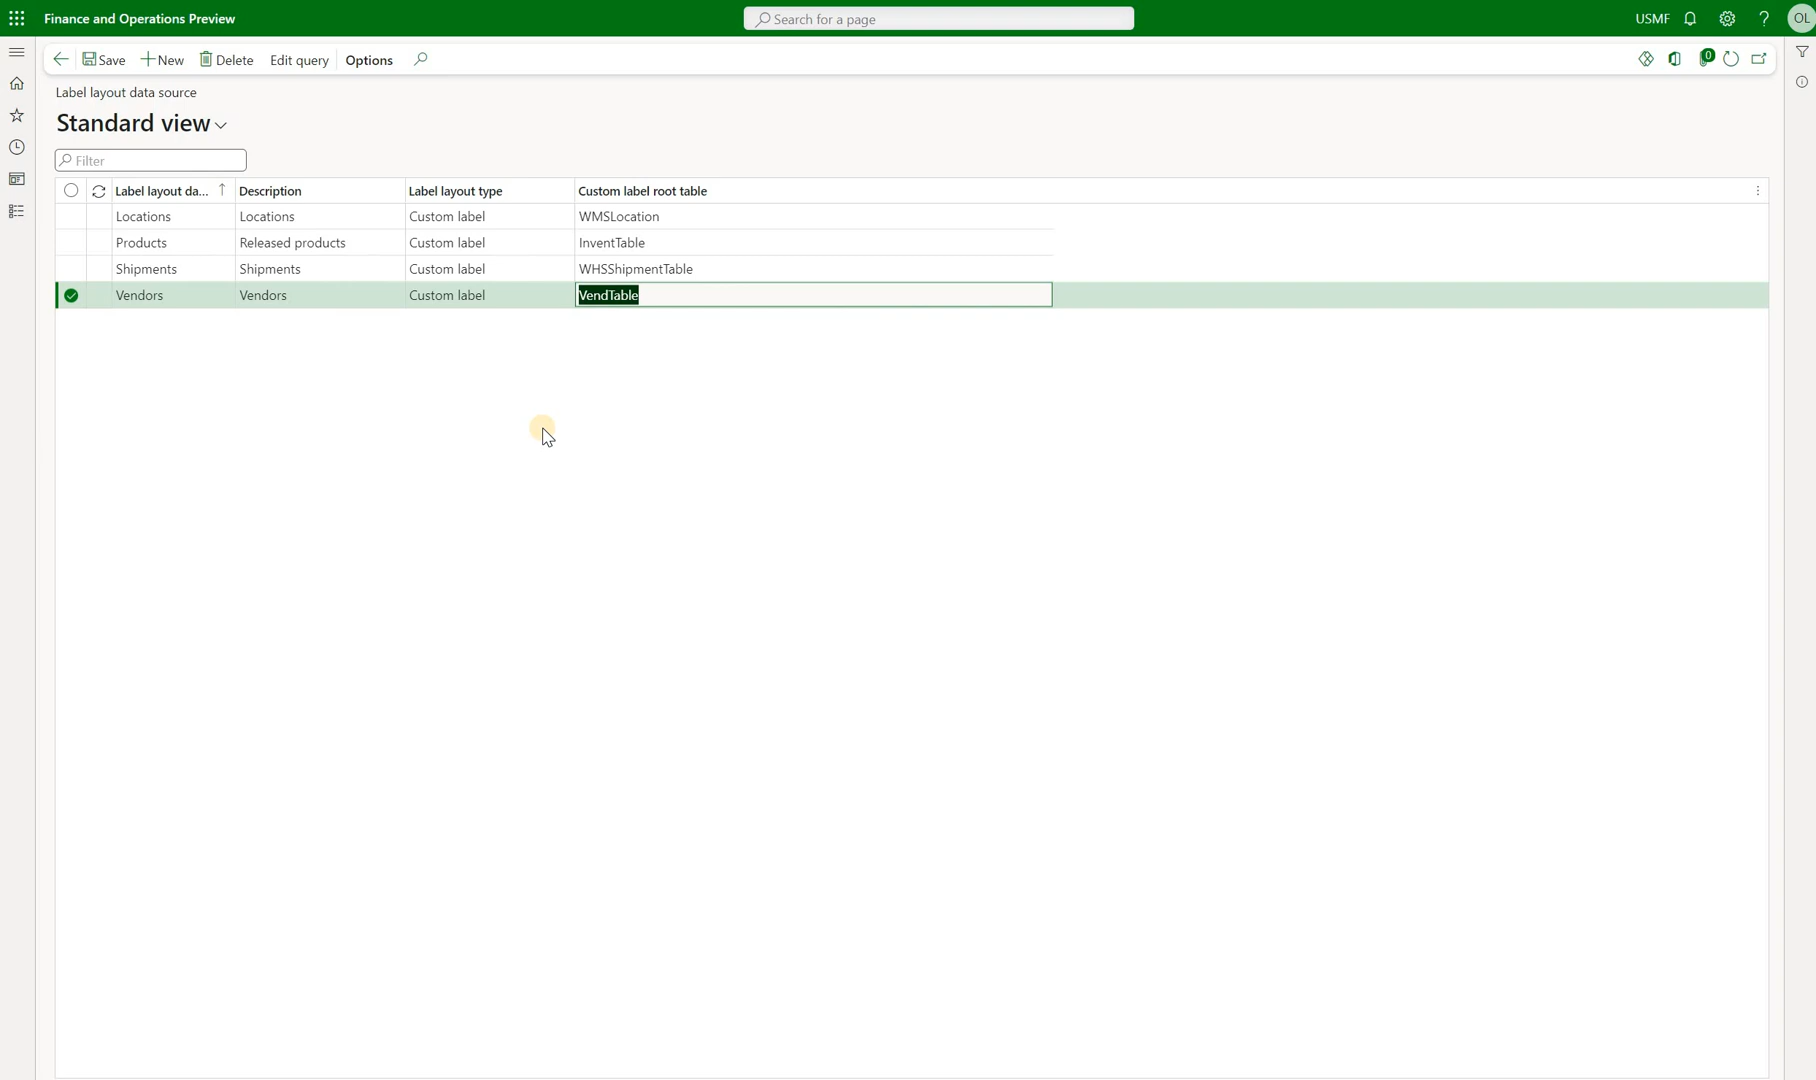 Finance and Operations Preview Search for a page USMF ? OL
Save New Delete Edit query Options 0
Label layout data source
Standard view
Filter
Label layout da... Description Label layout type Custom label root table
Locations Locations Custom label WMSLocation
Products Released products Custom label InventTable
Shipments Shipments Custom label WHSShipmentTable
Vendors Vendors Custom label VendTable